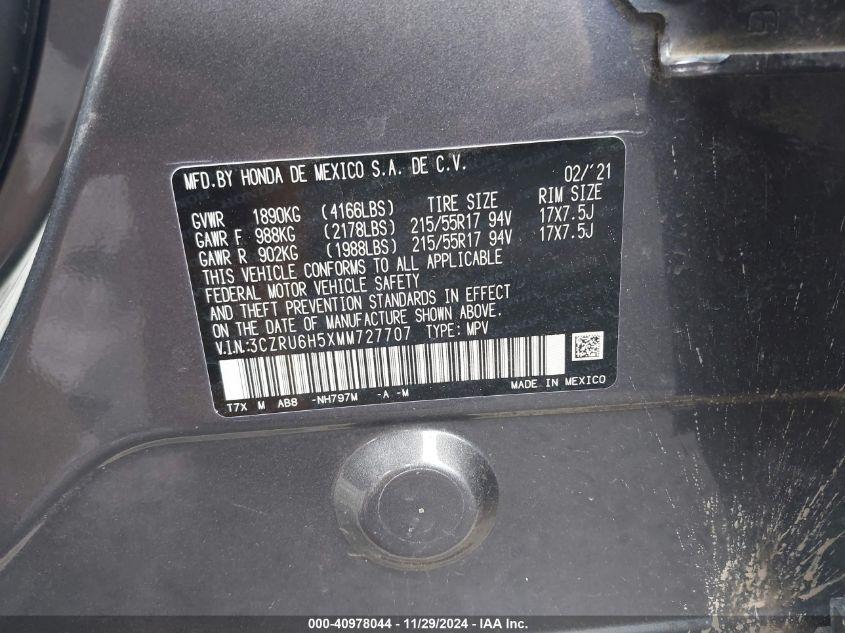 MFD.BY HONDA DE MEXICO S.A. DE C.V. 02/'21
GVWR 1890KG (4166LBS) TIRE SIZE RIM SIZE
GAWR F 988KG (2178LBS) 215/55R17 94V 17X7.5J
GAWR R 902KG (1988LBS) 215/55R17 94V 17X7.5J
THIS VEHICLE CONFORMS TO ALL APPLICABLE
FEDERAL MOTOR VEHICLE SAFETY
AND THEFT PREVENTION STANDARDS IN EFFECT
ON THE DATE OF MANUFACTURE SHOWN ABOVE.
V.I.N.:3CZRU6H5XMM727707 TYPE: MPV
T7X M AB8 -NH797M -A -M MADE IN MEXICO
000-40978044 - 11/29/2024 - IAA Inc.